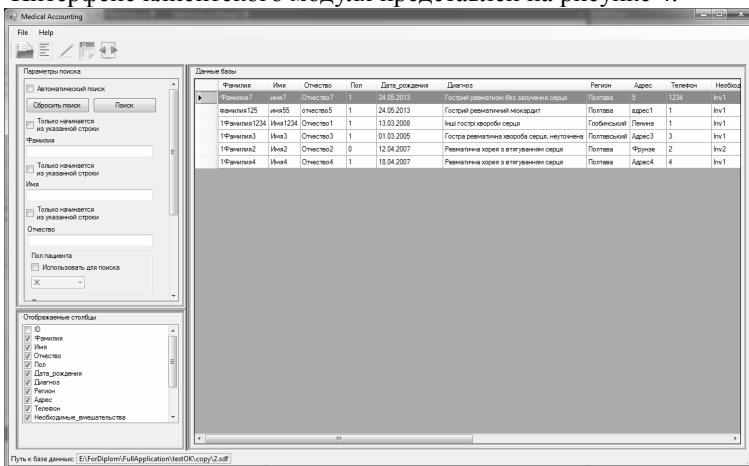 Интерфейс клиентского модуля представлен на рисунке 4.
Medical Accounting
File Help
Параметры поиска
Автоматический поиск
Сбросить поиск Поиск
Только начинается
из указанной строки
Фамилия
Только начинается
из указанной строки
Имя
Только начинается
из указанной строки
Отчество
Пол пациента
Использовать для поиска
Ж
Отображаемые столбцы
ID
Фамилия
Имя
Отчество
Пол
Дата_рождения
Диагноз
Регион
Адрес
Телефон
Необходимые_вмешательства
Данные базы
Фамилия Имя Отчество Пол Дата_рождения Диагноз Регион Адрес Телефон Необход
Фамилия7 имя7 Отчество7 1 24.05.2013 Гострий ревматизм без залучення серця Полтава 5 1234 Inv1
фамилия125 имя55 отчество5 1 24.05.2013 Гострий ревматичний міокардит Полтава адрес1 1 Inv1
1Фамилия1234 Имя1234 Отчество1 1 13.03.2008 Інші гострі хвороби серця Глобинський Ленина 1 Inv1
1Фамилия3 Имя3 Отчество3 1 01.03.2005 Гостра ревматична хвороба серця, неуточнена Полтавський Адрес3 3 Inv1
1Фамилия2 Имя2 Отчество2 0 12.04.2007 Ревматична хорея з втягуванням серця Полтава Фрунзе 2 Inv2
1Фамилия4 Имя4 Отчество4 1 18.04.2007 Ревматична хорея з втягуванням серця Полтава Адрес4 4 Inv1
Путь к базе данных: E:\ForDiplom\FullApplication\testOK\copy\2.sdf